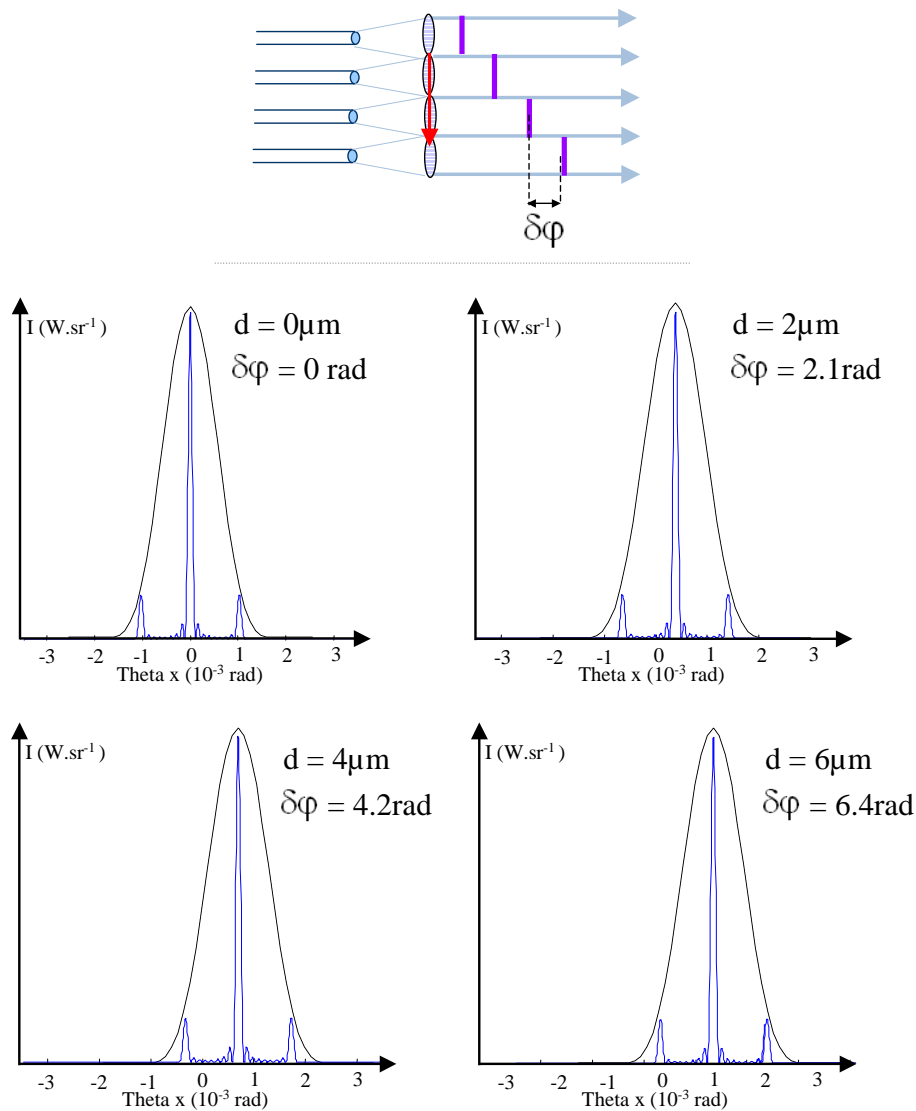 δφ
I (W.sr⁻¹)
d = 0µm
δφ = 0 rad
-3 -2 -1 0 1 2 3
Theta x (10⁻³ rad)
I (W.sr⁻¹)
d = 2µm
δφ = 2.1rad
-3 -2 -1 0 1 2 3
Theta x (10⁻³ rad)
I (W.sr⁻¹)
d = 4µm
δφ = 4.2rad
-3 -2 -1 0 1 2 3
Theta x (10⁻³ rad)
I (W.sr⁻¹)
d = 6µm
δφ = 6.4rad
-3 -2 -1 0 1 2 3
Theta x (10⁻³ rad)